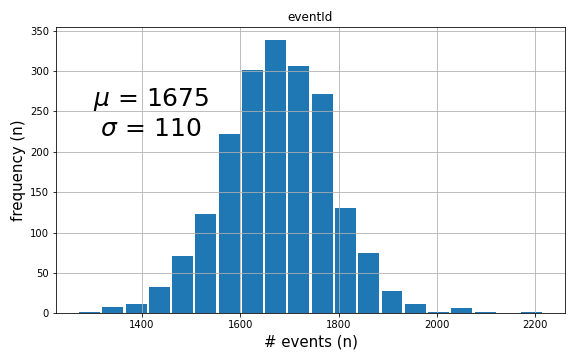 eventId
350
300
250
200
150
100
50
0
frequency (n)
μ = 1675
σ = 110
1400 1600 1800 2000 2200
# events (n)